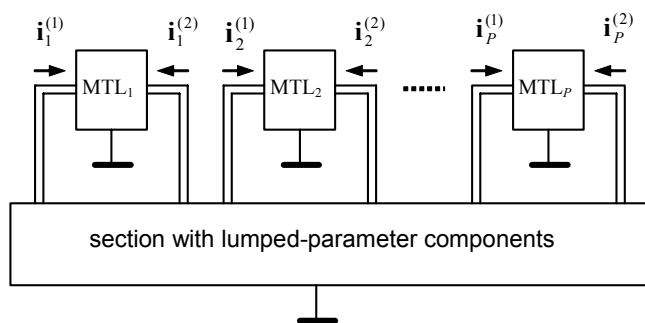 i₁⁽¹⁾ i₁⁽²⁾ i₂⁽¹⁾ i₂⁽²⁾ i_P⁽¹⁾ i_P⁽²⁾
MTL₁ MTL₂ MTL_P
section with lumped-parameter components